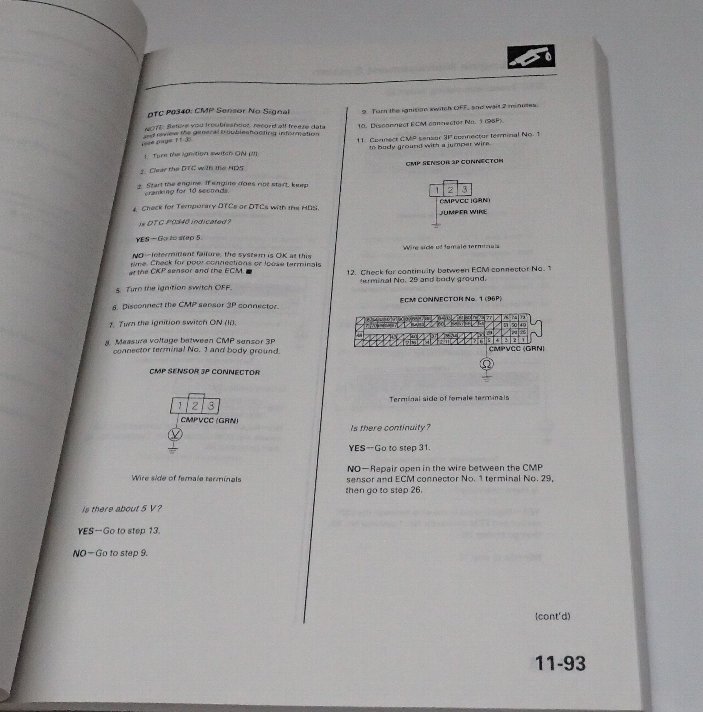 DTC P0340: CMP Sensor No Signal
NOTE: Before you troubleshoot, record all freeze data
and review the general troubleshooting information
(see page 11-3).
1. Turn the ignition switch ON (II).
2. Clear the DTC with the HDS.
3. Start the engine. If engine does not start, keep
cranking for 10 seconds.
4. Check for Temporary DTCs or DTCs with the HDS.
Is DTC P0340 indicated?
YES—Go to step 5.
NO—Intermittent failure, the system is OK at this
time. Check for poor connections or loose terminals
at the CKP sensor and the ECM. ■
5. Turn the ignition switch OFF.
6. Disconnect the CMP sensor 3P connector.
7. Turn the ignition switch ON (II).
8. Measure voltage between CMP sensor 3P
connector terminal No. 1 and body ground.
CMP SENSOR 3P CONNECTOR
1 2 3
CMPVCC (GRN)
V
Wire side of female terminals
Is there about 5 V?
YES—Go to step 13.
NO—Go to step 9.
9. Turn the ignition switch OFF, and wait 2 minutes.
10. Disconnect ECM connector No. 1 (96P).
11. Connect CMP sensor 3P connector terminal No. 1
to body ground with a jumper wire.
CMP SENSOR 3P CONNECTOR
1 2 3
CMPVCC (GRN)
JUMPER WIRE
Wire side of female terminals
12. Check for continuity between ECM connector No. 1
terminal No. 29 and body ground.
ECM CONNECTOR No. 1 (96P)
75 74 73
51 50 49
29 26 25
5 4 3 2 1
CMPVCC (GRN)
Ω
Terminal side of female terminals
Is there continuity?
YES—Go to step 31.
NO—Repair open in the wire between the CMP
sensor and ECM connector No. 1 terminal No. 29,
then go to step 26.
(cont'd)
11-93